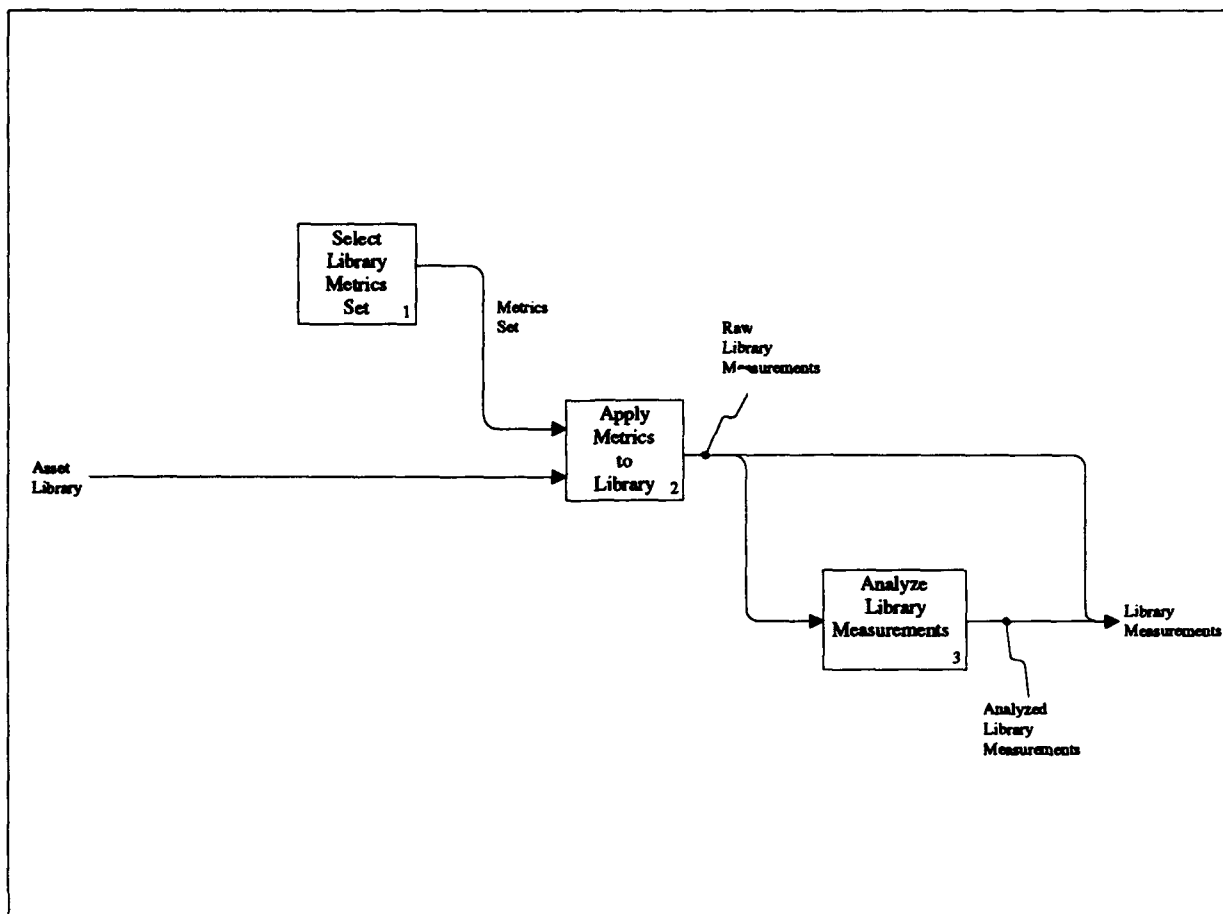 Select
Library
Metrics
Set
1
Metrics
Set
Raw
Library
Measurements
Apply
Metrics
to
Library
2
Asset
Library
Analyze
Library
Measurements
3
Library
Measurements
Analyzed
Library
Measurements